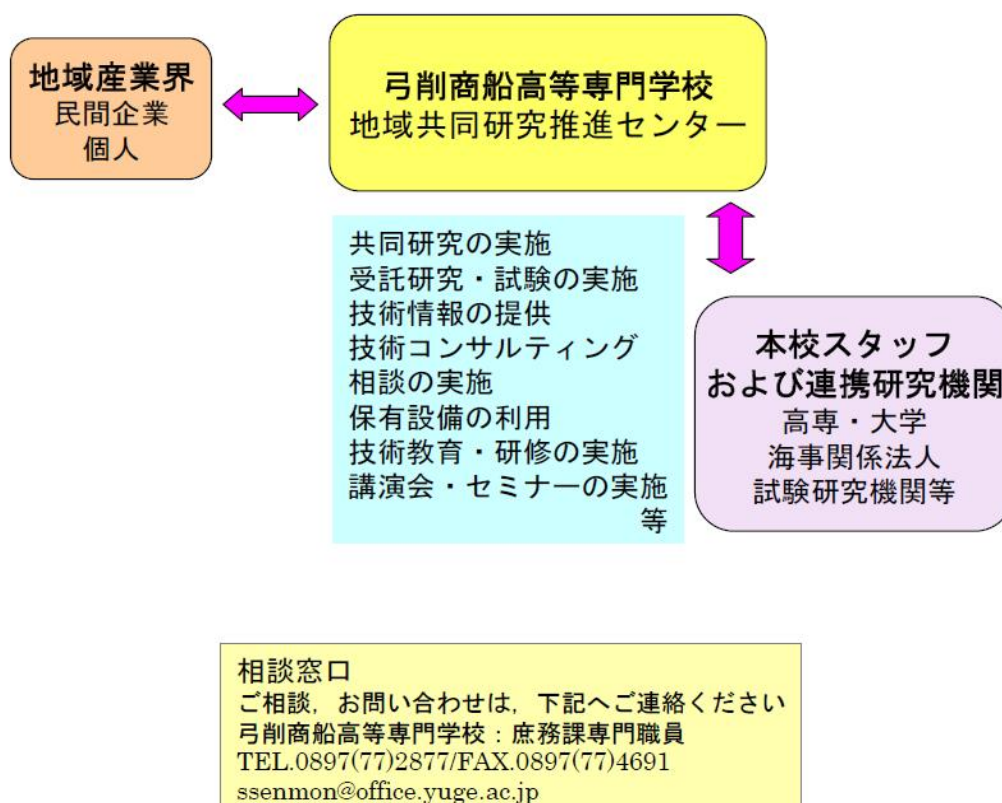 地域産業界
民間企業
個人
弓削商船高等専門学校
地域共同研究推進センター
共同研究の実施
受託研究・試験の実施
技術情報の提供
技術コンサルティング
相談の実施
保有設備の利用
技術教育・研修の実施
講演会・セミナーの実施
等
本校スタッフ
および連携研究機関
高専・大学
海事関係法人
試験研究機関等
相談窓口
ご相談，お問い合わせは，下記へご連絡ください
弓削商船高等専門学校：庶務課専門職員
TEL.0897(77)2877/FAX.0897(77)4691
ssenmon@office.yuge.ac.jp